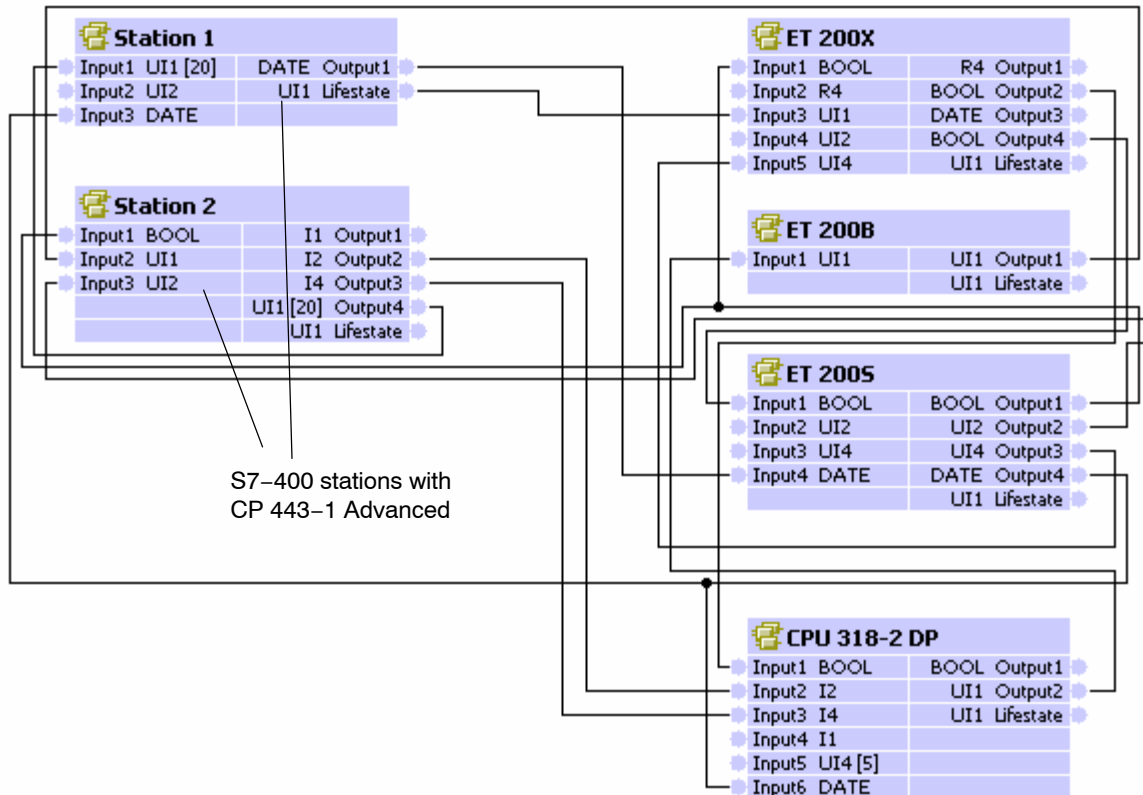 Station 1
Input1 UI1 [20] DATE Output1
Input2 UI2 UI1 Lifestate
Input3 DATE
Station 2
Input1 BOOL I1 Output1
Input2 UI1 I2 Output2
Input3 UI2 I4 Output3
UI1 [20] Output4
UI1 Lifestate
S7–400 stations with
CP 443–1 Advanced
ET 200X
Input1 BOOL R4 Output1
Input2 R4 BOOL Output2
Input3 UI1 DATE Output3
Input4 UI2 BOOL Output4
Input5 UI4 UI1 Lifestate
ET 200B
Input1 UI1 UI1 Output1
UI1 Lifestate
ET 200S
Input1 BOOL BOOL Output1
Input2 UI2 UI2 Output2
Input3 UI4 UI4 Output3
Input4 DATE DATE Output4
UI1 Lifestate
CPU 318-2 DP
Input1 BOOL BOOL Output1
Input2 I2 UI1 Output2
Input3 I4 UI1 Lifestate
Input4 I1
Input5 UI4 [5]
Input6 DATE